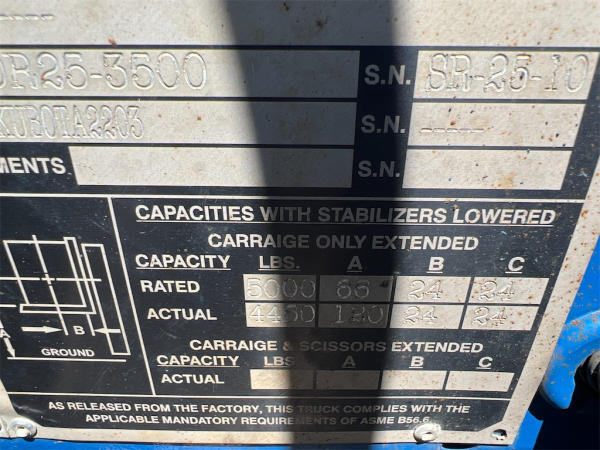 -----
DR25-3500 S.N. SR-25-10
KUBOTA2203 S.N. -----
MENTS. S.N.
CAPACITIES WITH STABILIZERS LOWERED
CARRAIGE ONLY EXTENDED
CAPACITY LBS. A B C
RATED 5000 66 24 24
ACTUAL 4450 120 24 24
CARRAIGE & SCISSORS EXTENDED
CAPACITY LBS A B C
ACTUAL
A B
GROUND
AS RELEASED FROM THE FACTORY, THIS TRUCK COMPLIES WITH THE
APPLICABLE MANDATORY REQUIREMENTS OF ASME B56.6